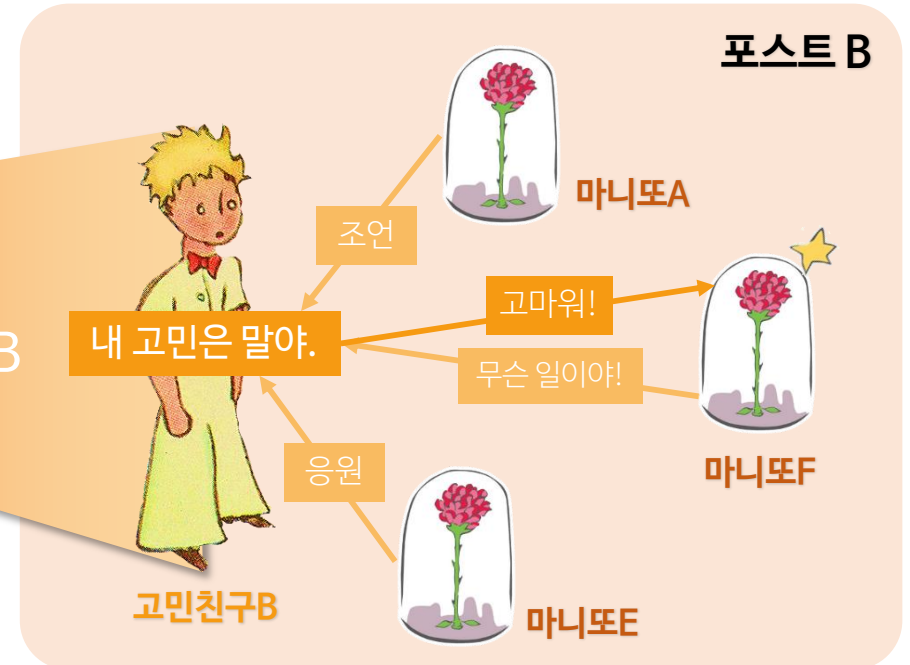 포스트 B
마니또A
조언
고마워!
B
내 고민은 말야.
무슨 일이야!
응원
마니또F
고민친구B
마니또E